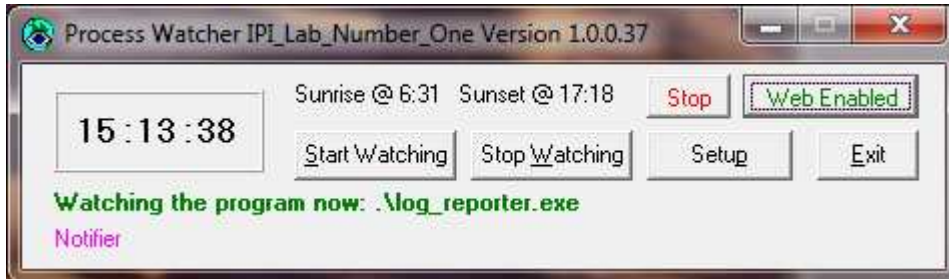 Process Watcher IPI_Lab_Number_One Version 1.0.0.37
Sunrise @ 6:31 Sunset @ 17:18 Stop Web Enabled
15:13:38
Start Watching Stop Watching Setup Exit
Watching the program now: .\log_reporter.exe
Notifier